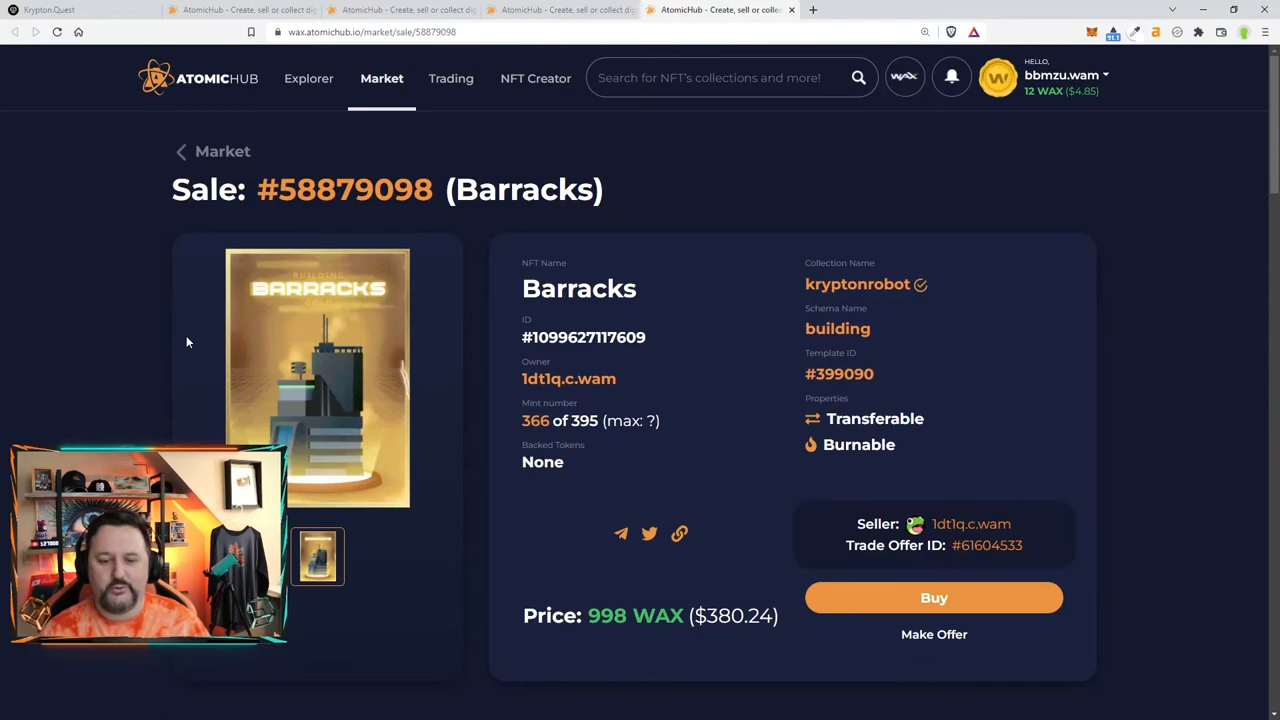 Krypton.Quest
AtomicHub - Create, sell or collect dig
AtomicHub - Create, sell or collect dig
AtomicHub - Create, sell or collect dig
AtomicHub - Create, sell or collec
wax.atomichub.io/market/sale/58879098
ATOMICHUB
Explorer
Market
Trading
NFT Creator
Search for NFT's collections and more!
WAX
HELLO,
bbmzu.wam
12 WAX ($4.85)
Market
Sale: #58879098 (Barracks)
BUILDING
BARRACKS
GOLD
NFT Name
Barracks
ID
#1099627117609
Owner
1dt1q.c.wam
Mint number
366 of 395 (max: ?)
Backed Tokens
None
Collection Name
kryptonrobot
Schema Name
building
Template ID
#399090
Properties
Transferable
Burnable
Seller: 1dt1q.c.wam
Trade Offer ID: #61604533
Price: 998 WAX ($380.24)
Buy
Make Offer